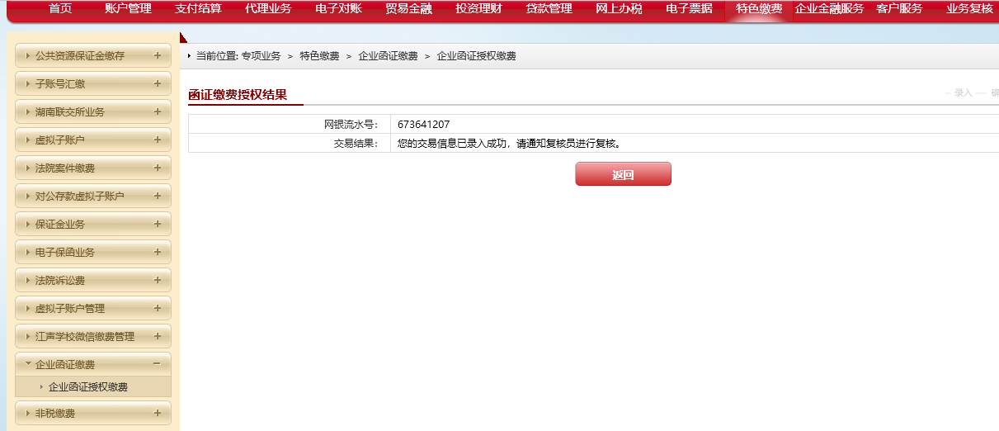 首页 账户管理 支付结算 代理业务 电子对账 贸易金融 投资理财 贷款管理 网上办税 电子票据 特色缴费 企业金融服务 客户服务 业务复核
当前位置: 专项业务 > 特色缴费 > 企业函证缴费 > 企业函证授权缴费
公共资源保证金缴存 +
子账号汇缴 +
湖南联交所业务 +
虚拟子账户 +
法院案件缴费 +
对公存款虚拟子账户 +
保证金业务 +
电子保函业务 +
法院诉讼费 +
虚拟子账户管理 +
江声学校微信缴费管理 +
企业函证缴费 −
企业函证授权缴费
非税缴费 +
函证缴费授权结果
录入
网银流水号： 673641207
交易结果： 您的交易信息已录入成功，请通知复核员进行复核。
返回